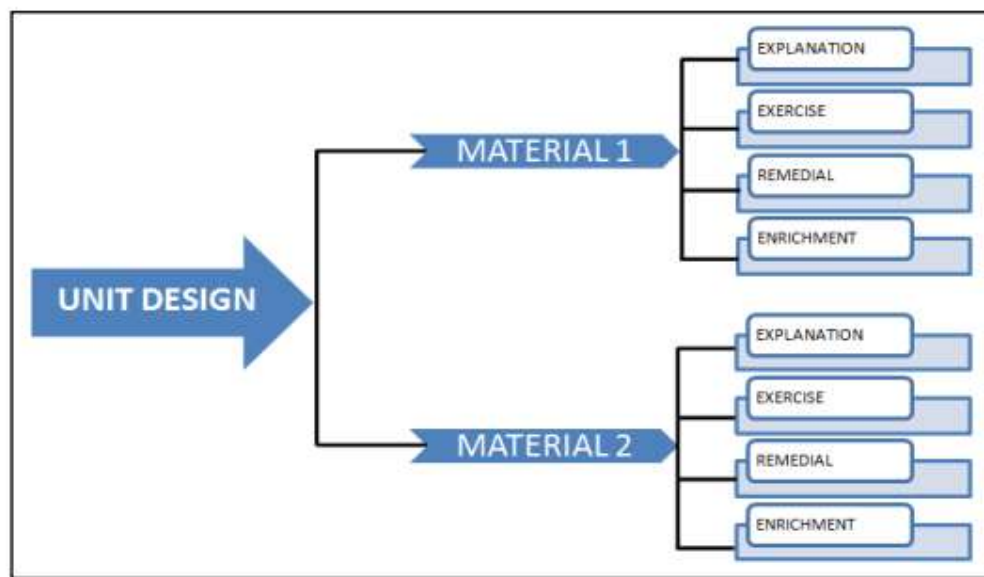 UNIT DESIGN
MATERIAL 1
EXPLANATION
EXERCISE
REMEDIAL
ENRICHMENT
MATERIAL 2
EXPLANATION
EXERCISE
REMEDIAL
ENRICHMENT